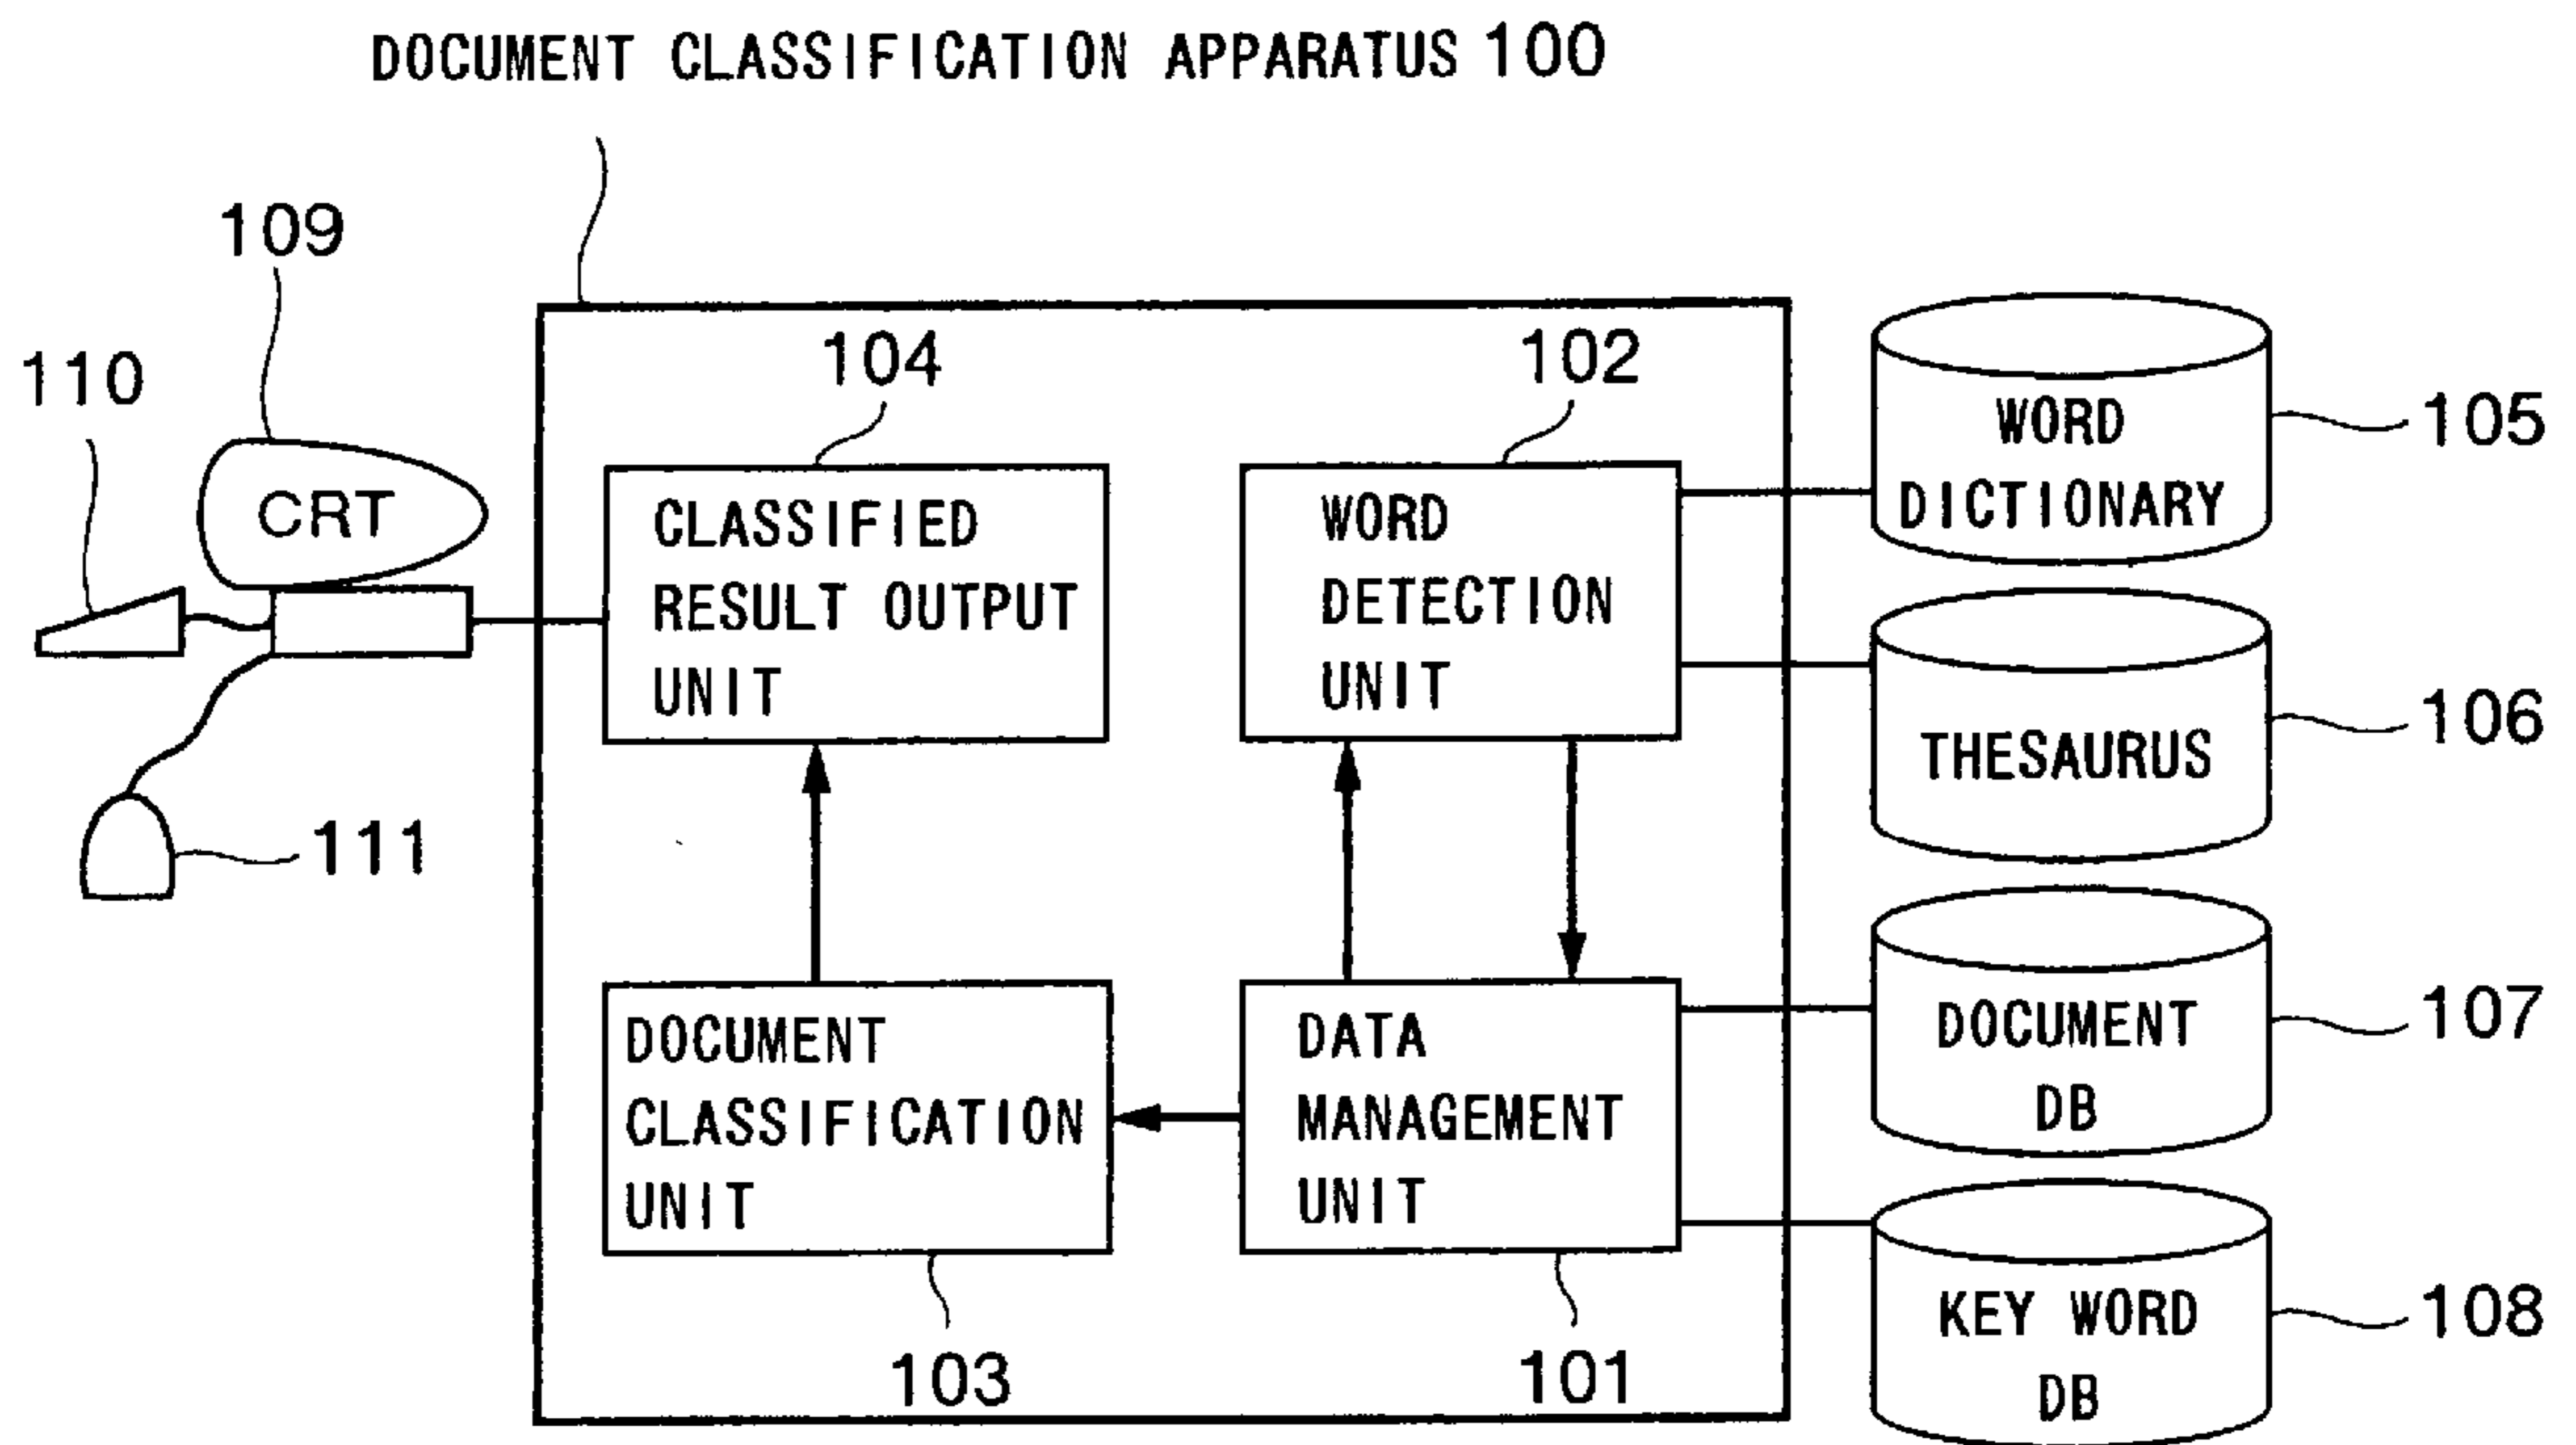 DOCUMENT CLASSIFICATION APPARATUS 100
109
110
CRT
111
104
CLASSIFIED
RESULT OUTPUT
UNIT
102
WORD
DETECTION
UNIT
DOCUMENT
CLASSIFICATION
UNIT
103
DATA
MANAGEMENT
UNIT
101
WORD
DICTIONARY
105
THESAURUS
106
DOCUMENT
DB
107
KEY WORD
DB
108